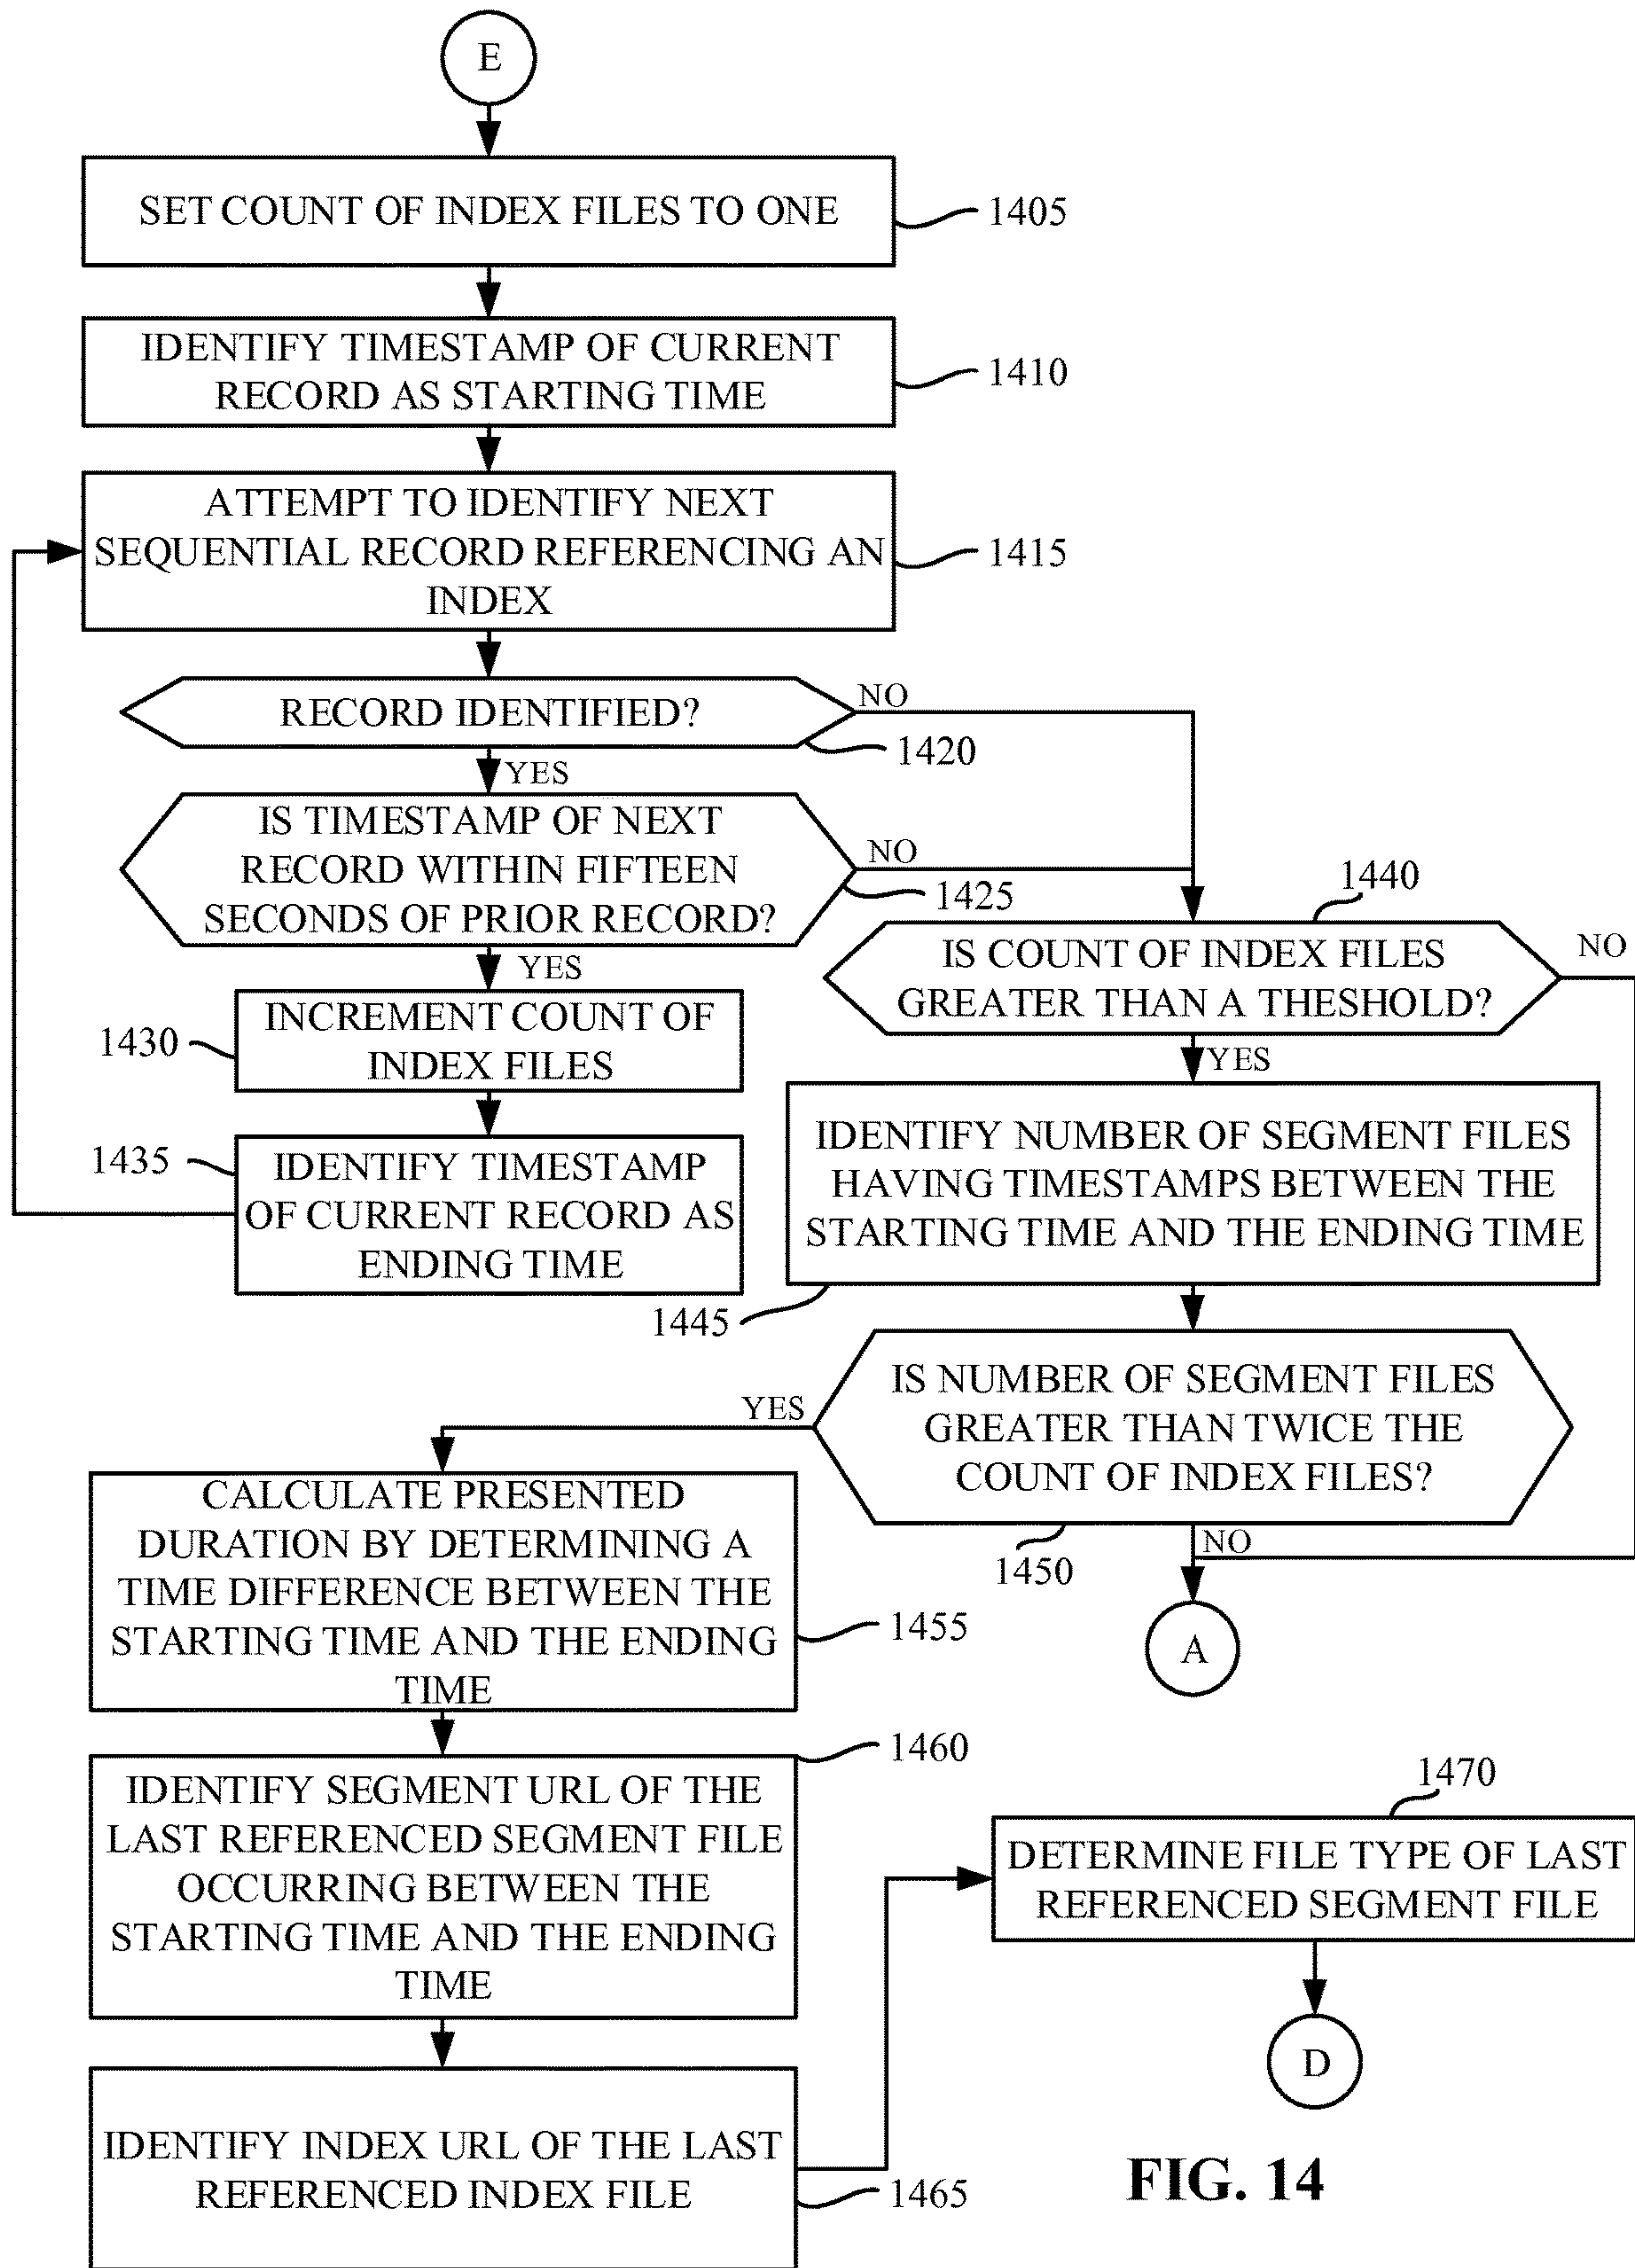 E
SET COUNT OF INDEX FILES TO ONE
1405
IDENTIFY TIMESTAMP OF CURRENT
RECORD AS STARTING TIME
1410
ATTEMPT TO IDENTIFY NEXT
SEQUENTIAL RECORD REFERENCING AN
INDEX
1415
RECORD IDENTIFIED?
NO
1420
YES
IS TIMESTAMP OF NEXT
RECORD WITHIN FIFTEEN
SECONDS OF PRIOR RECORD?
NO
1425
YES
INCREMENT COUNT OF
INDEX FILES
1430
1435
IDENTIFY TIMESTAMP
OF CURRENT RECORD AS
ENDING TIME
1440
IS COUNT OF INDEX FILES
GREATER THAN A THESHOLD?
NO
YES
IDENTIFY NUMBER OF SEGMENT FILES
HAVING TIMESTAMPS BETWEEN THE
STARTING TIME AND THE ENDING TIME
1445
IS NUMBER OF SEGMENT FILES
GREATER THAN TWICE THE
COUNT OF INDEX FILES?
YES
NO
1450
A
CALCULATE PRESENTED
DURATION BY DETERMINING A
TIME DIFFERENCE BETWEEN THE
STARTING TIME AND THE ENDING
TIME
1455
1460
IDENTIFY SEGMENT URL OF THE
LAST REFERENCED SEGMENT FILE
OCCURRING BETWEEN THE
STARTING TIME AND THE ENDING
TIME
IDENTIFY INDEX URL OF THE LAST
REFERENCED INDEX FILE
1465
1470
DETERMINE FILE TYPE OF LAST
REFERENCED SEGMENT FILE
D
FIG. 14